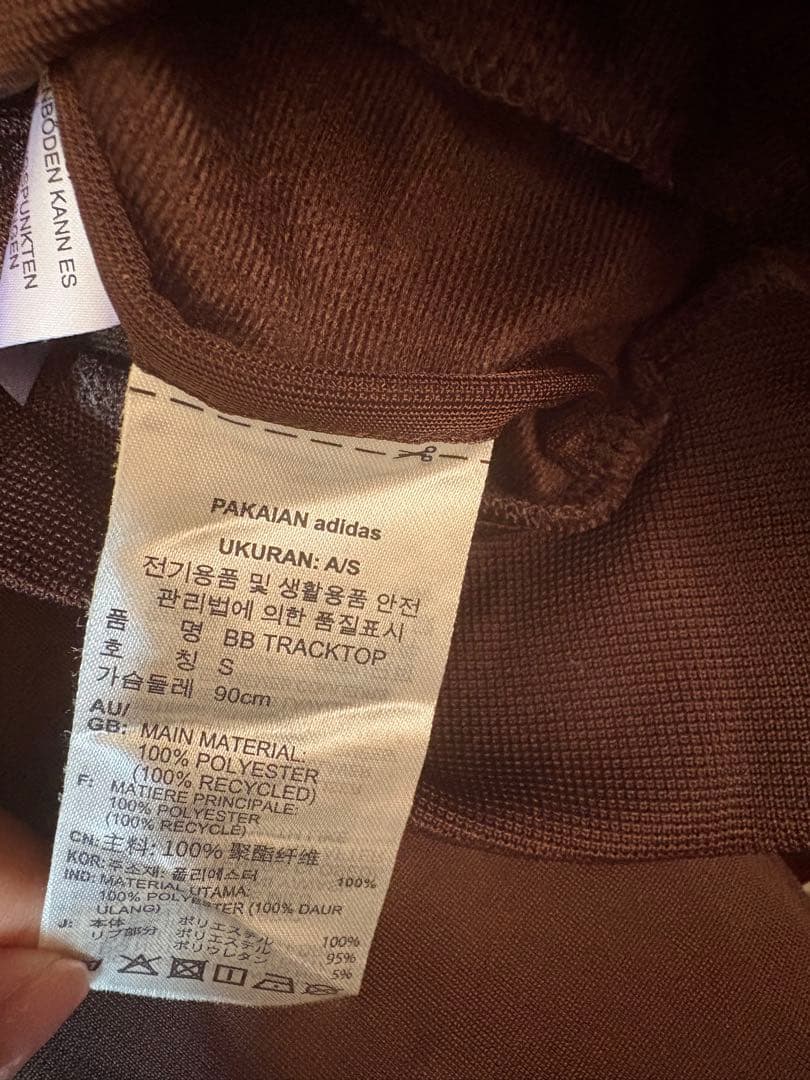 NBÖDEN KANN ES
PUNKTEN
PAKAIAN adidas
UKURAN: A/S
전기용품 및 생활용품 안전
관리법에 의한 품질표시
품 명 BB TRACKTOP
호 칭 S
가슴둘레 90cm
AU/
GB: MAIN MATERIAL:
100% POLYESTER
(100% RECYCLED)
F: MATIERE PRINCIPALE:
100% POLYESTER
(100% RECYCLÉ)
CN: 主料: 100% 聚酯纤维
KOR: 주소재: 폴리에스터 100%
IND: MATERIAL UTAMA:
100% POLYESTER (100% DAUR
ULANG)
J: 本体 ポリエステル 100%
リブ部分 ポリエステル 95%
ポリウレタン 5%